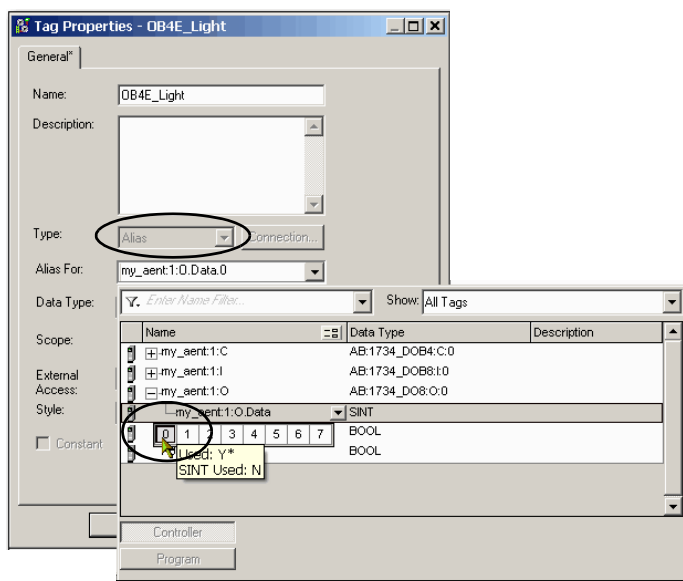 Tag Properties - OB4E_Light
General*
Name:
OB4E_Light
Description:
Type:
Alias
Connection...
Alias For:
my_aent:1:O.Data.0
Data Type:
Enter Name Filter...
Show:
All Tags
Name
Data Type
Description
my_aent:1:C
AB:1734_DOB4:C:0
my_aent:1:I
AB:1734_DOB8:I:0
my_aent:1:O
AB:1734_DO8:O:0
my_aent:1:O.Data
SINT
0 1 2 3 4 5 6 7
BOOL
BOOL
Used: Y*
SINT Used: N
Scope:
External
Access:
Style:
Constant
Controller
Program